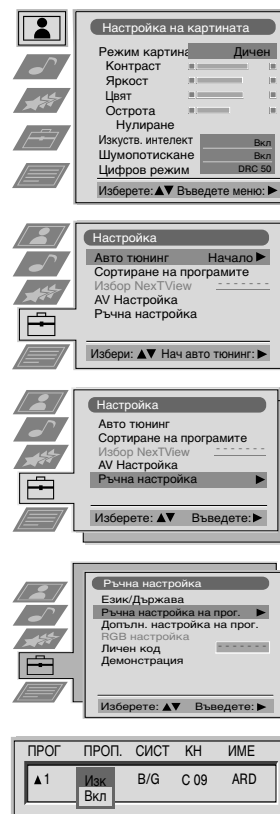 Настройка на картината
Режим картина Дичен
Контраст
Яркост
Цвят
Острота
Нулиране
Изкуств. интелект Вкл
Шумопотискане Вкл
Цифров режим DRC 50
Изберете:▲▼ Въведете меню: ▶
Настройка
Авто тюнинг Начало ▶
Сортиране на програмите
Избор NexTView -------
AV Настройка
Ръчна настройка
Избери: ▲▼ Нач авто тюнинг: ▶
Настройка
Авто тюнинг
Сортиране на програмите
Избор NexTView -------
AV Настройка
Ръчна настройка ▶
Изберете: ▲▼ Въведете:▶
Ръчна настройка
Език/Държава
Ръчна настройка на прог. ▶
Допълн. настройка на прог.
RGB настройка
Личен код -------
Демонстрация
Изберете: ▲▼ Въведете: ▶
ПРОГ ПРОП. СИСТ КН ИМЕ
▲1 Изк B/G C 09 ARD
Вкл